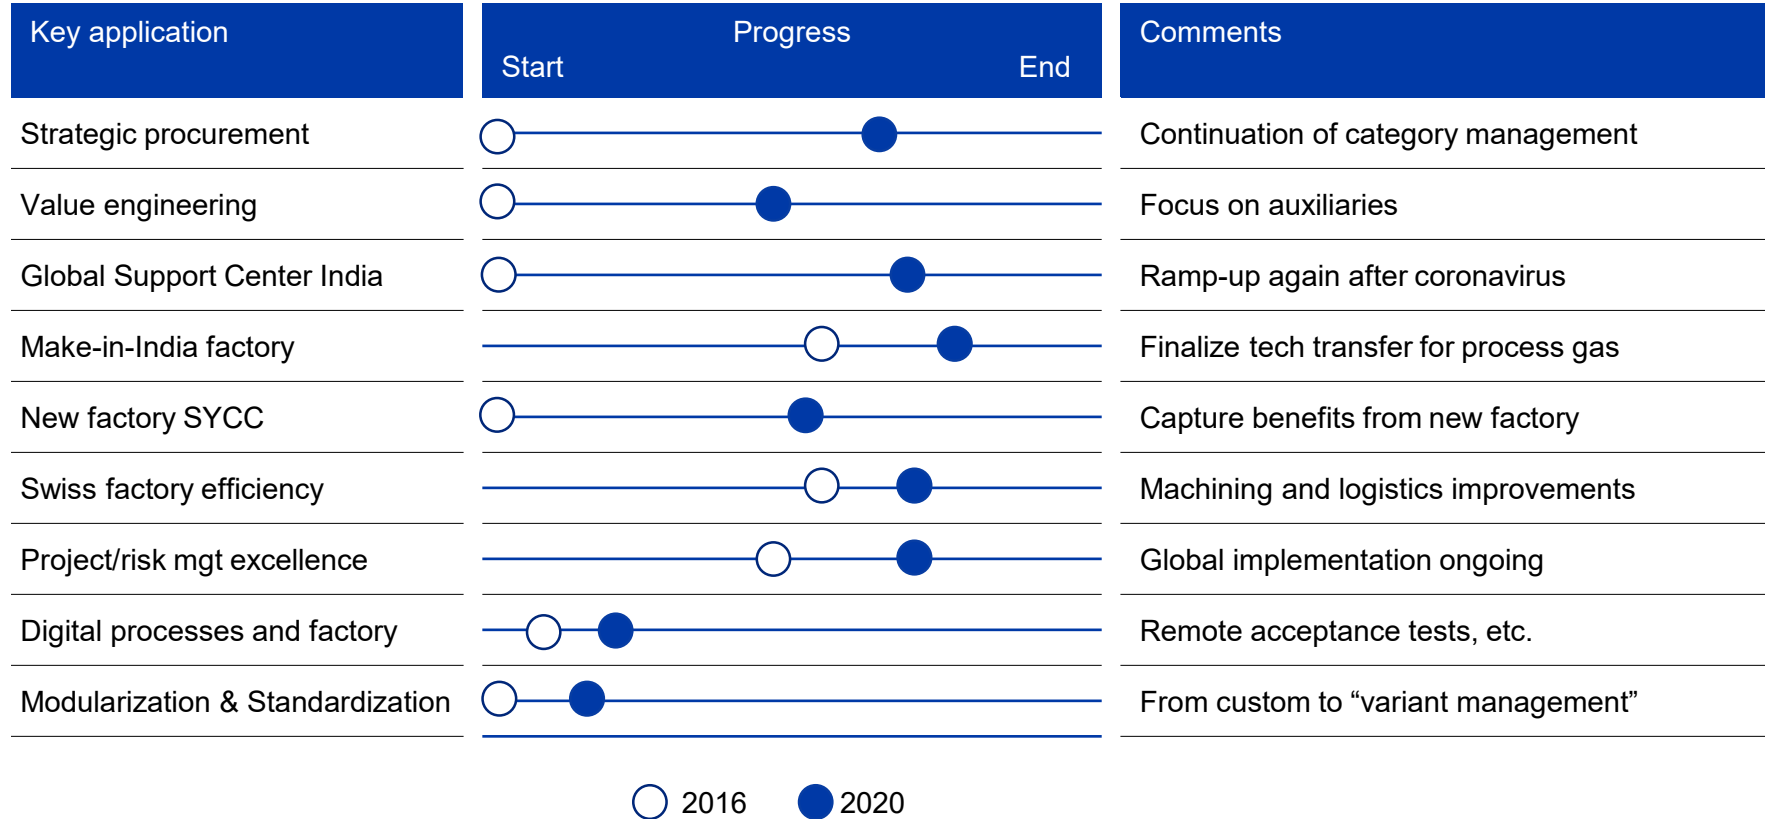 Key application
Progress
Comments
Start
End
Strategic procurement
Continuation of category management
Value engineering
Focus on auxiliaries
Global Support Center India
Ramp-up again after coronavirus
Make-in-India factory
Finalize tech transfer for process gas
New factory SYCC
Capture benefits from new factory
Swiss factory efficiency
Machining and logistics improvements
Project/risk mgt excellence
Global implementation ongoing
Digital processes and factory
Remote acceptance tests, etc.
Modularization & Standardization
From custom to “variant management”
2016
2020